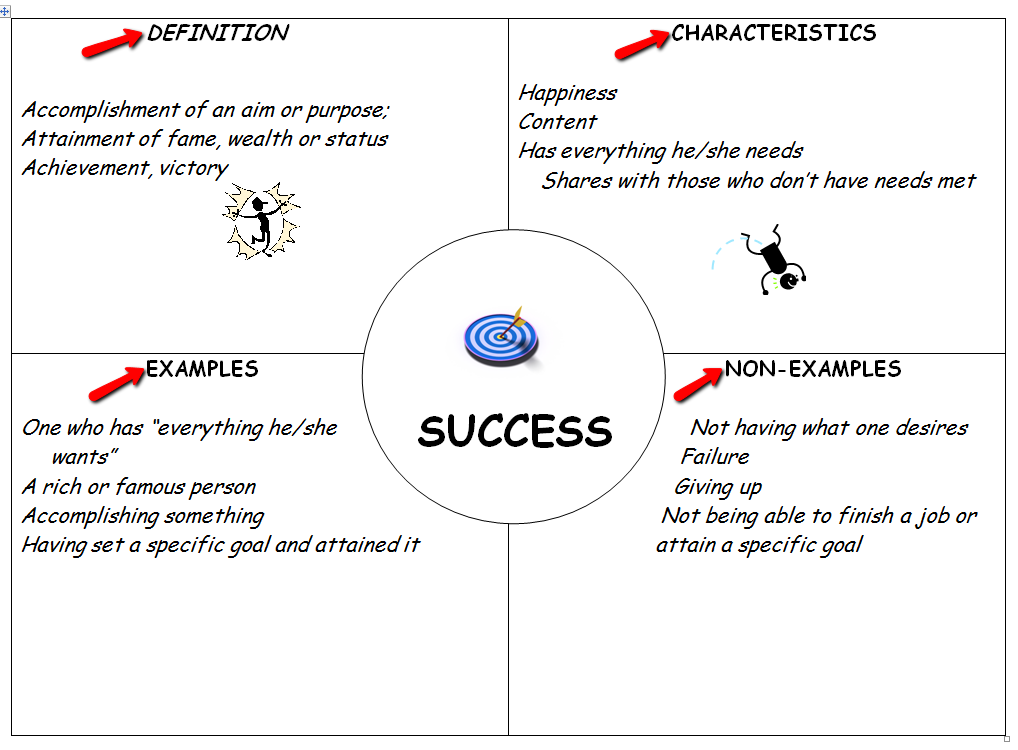 DEFINITION
Accomplishment of an aim or purpose;
Attainment of fame, wealth or status
Achievement, victory
CHARACTERISTICS
Happiness
Content
Has everything he/she needs
Shares with those who don’t have needs met
SUCCESS
EXAMPLES
One who has “everything he/she
wants”
A rich or famous person
Accomplishing something
Having set a specific goal and attained it
NON-EXAMPLES
Not having what one desires
Failure
Giving up
Not being able to finish a job or
attain a specific goal